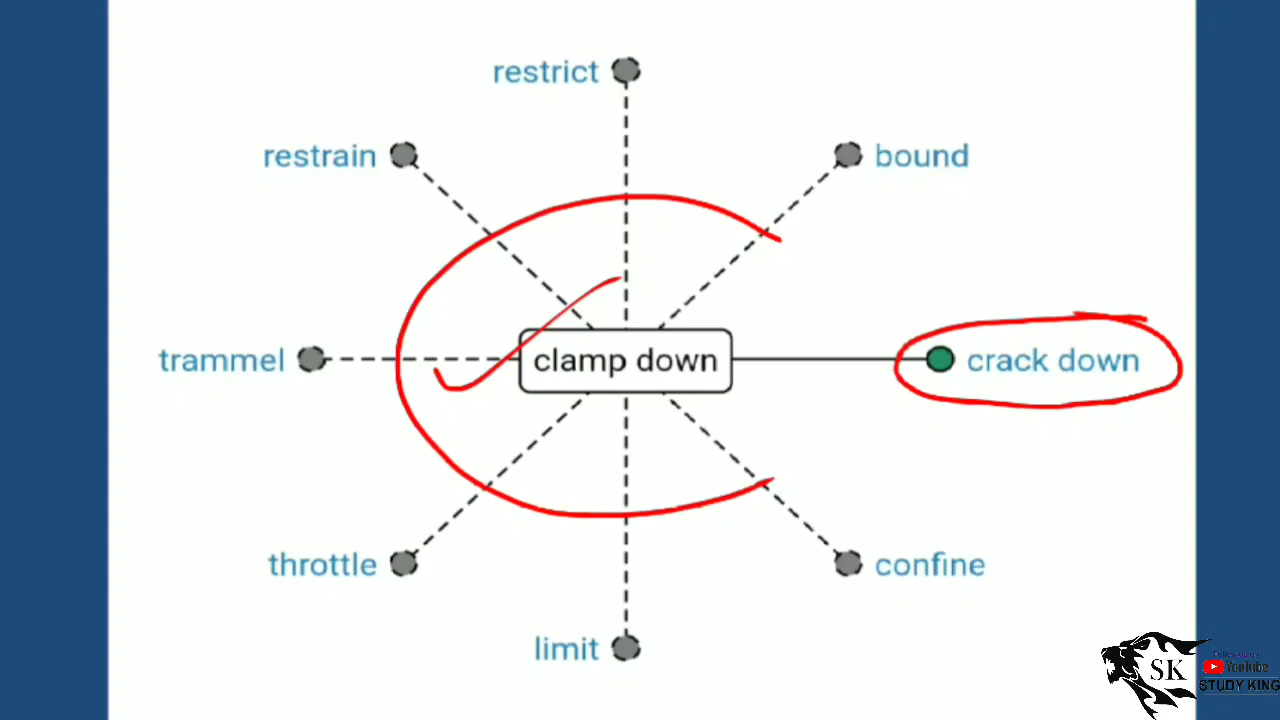 restrict
restrain
bound
trammel
clamp down
crack down
throttle
confine
limit
SK
YouTube
STUDY KING